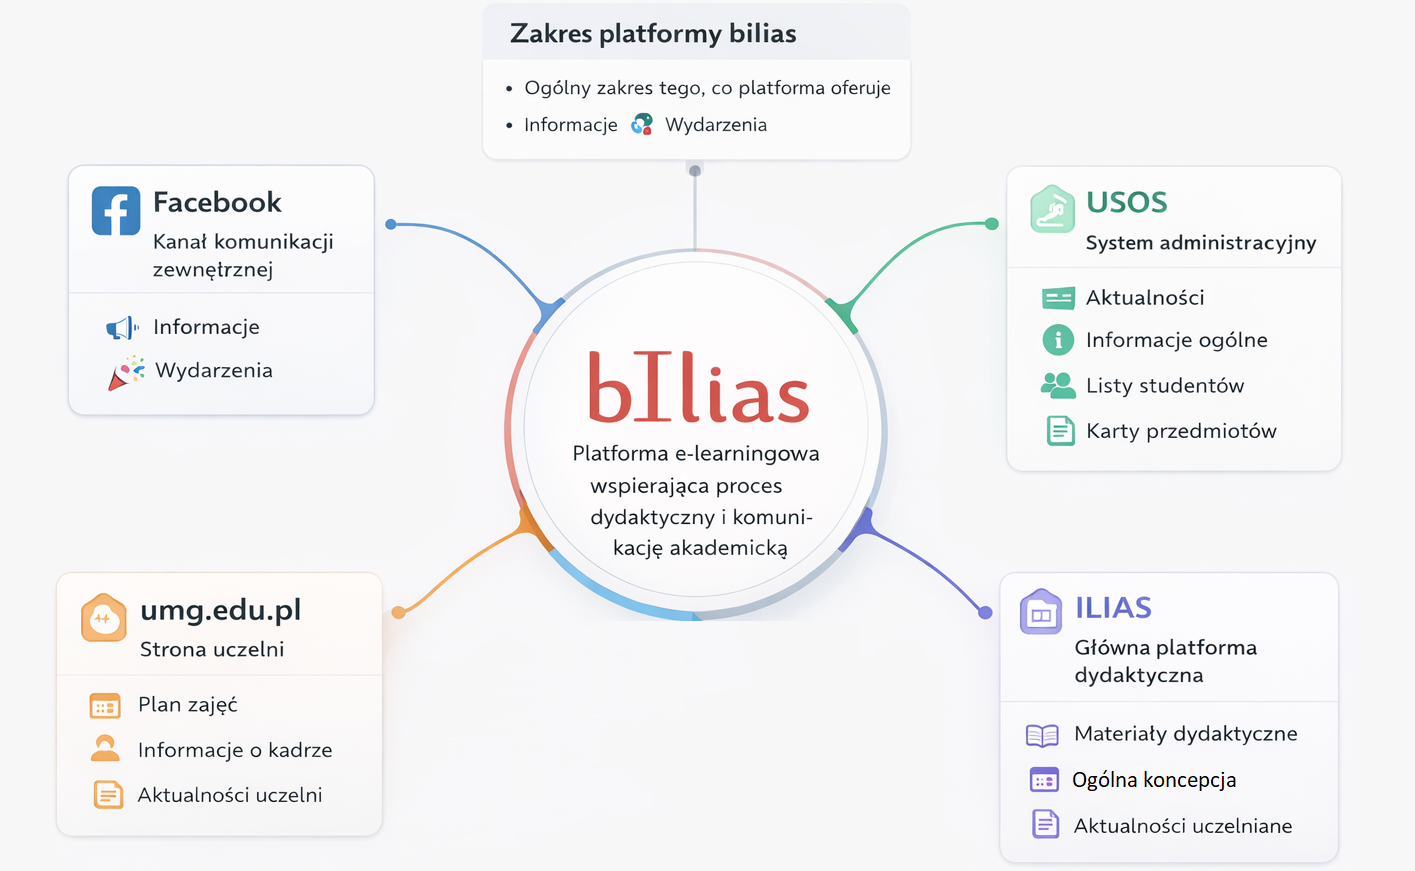 Zakres platformy bilias
• Ogólny zakres tego, co platforma oferuje
• Informacje Wydarzenia
Facebook
Kanał komunikacji
zewnętrznej
Informacje
Wydarzenia
USOS
System administracyjny
Aktualności
Informacje ogólne
Listy studentów
Karty przedmiotów
bIlias
Platforma e-learningowa
wspierająca proces
dydaktyczny i komuni-
kację akademicką
umg.edu.pl
Strona uczelni
Plan zajęć
Informacje o kadrze
Aktualności uczelni
ILIAS
Główna platforma
dydaktyczna
Materiały dydaktyczne
Ogólna koncepcja
Aktualności uczelniane